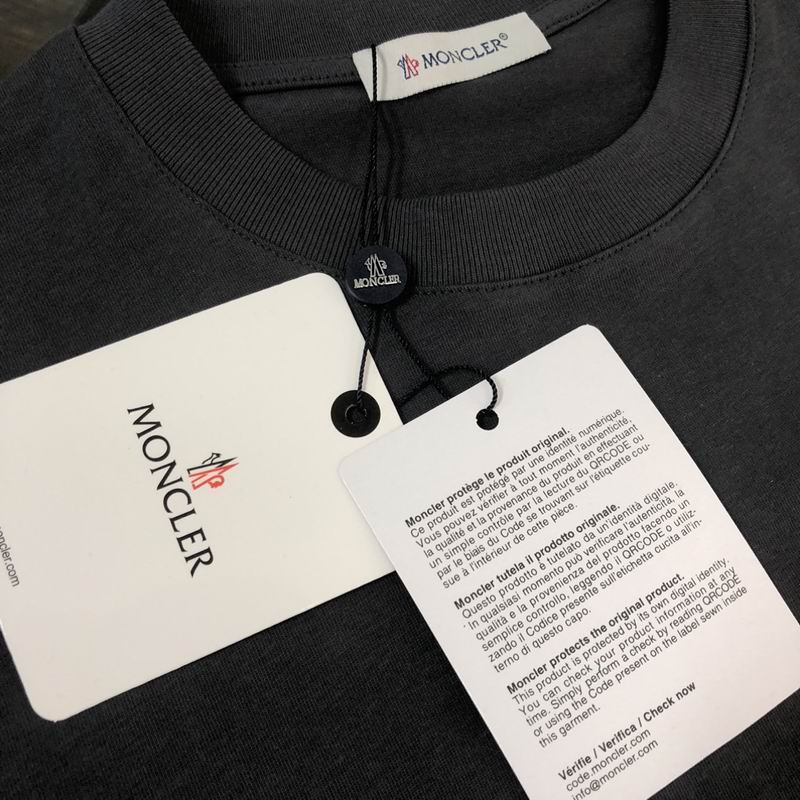 MONCLER®
MONCLER
MONCLER
moncler.com
Moncler protège le produit original.
Ce produit est protégé par une identité numérique.
Vous pouvez vérifier à tout moment l'authenticité,
la qualité et la provenance du produit en effectuant
un simple contrôle par la lecture du QRCODE ou
par le biais du Code se trouvant sur l'étiquette cou-
sue à l'intérieur de cette pièce.
Moncler tutela il prodotto originale.
Questo prodotto é tutelato da un'identità digitale.
In qualsiasi momento può verificare l'autenticità, la
qualità e la provenienza del prodotto facendo un
semplice controllo, leggendo il QRCODE o utiliz-
zando il Codice presente sull'etichetta cucita all'in-
terno di questo capo.
Moncler protects the original product.
This product is protected by its own digital identity.
You can check your product information at any
time. Simply perform a check by reading QRCODE
or using the Code present on the label sewn inside
this garment.
Vérifie / Verifica / Check now
code.moncler.com
info@moncler.com